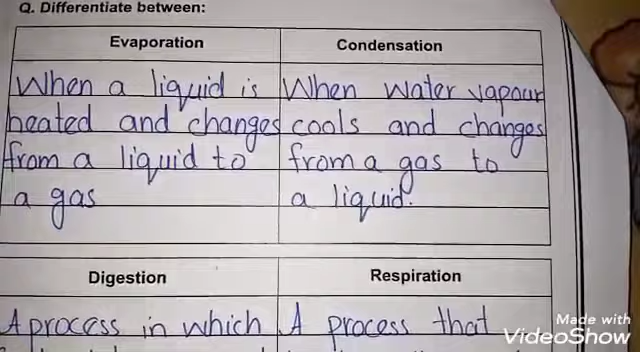 Q. Differentiate between:
Evaporation Condensation
When a liquid is When water vapour
heated and changes cools and changes
from a liquid to from a gas to
a gas a liquid.
Digestion Respiration
A process in which A process that
Made with
VideoShow